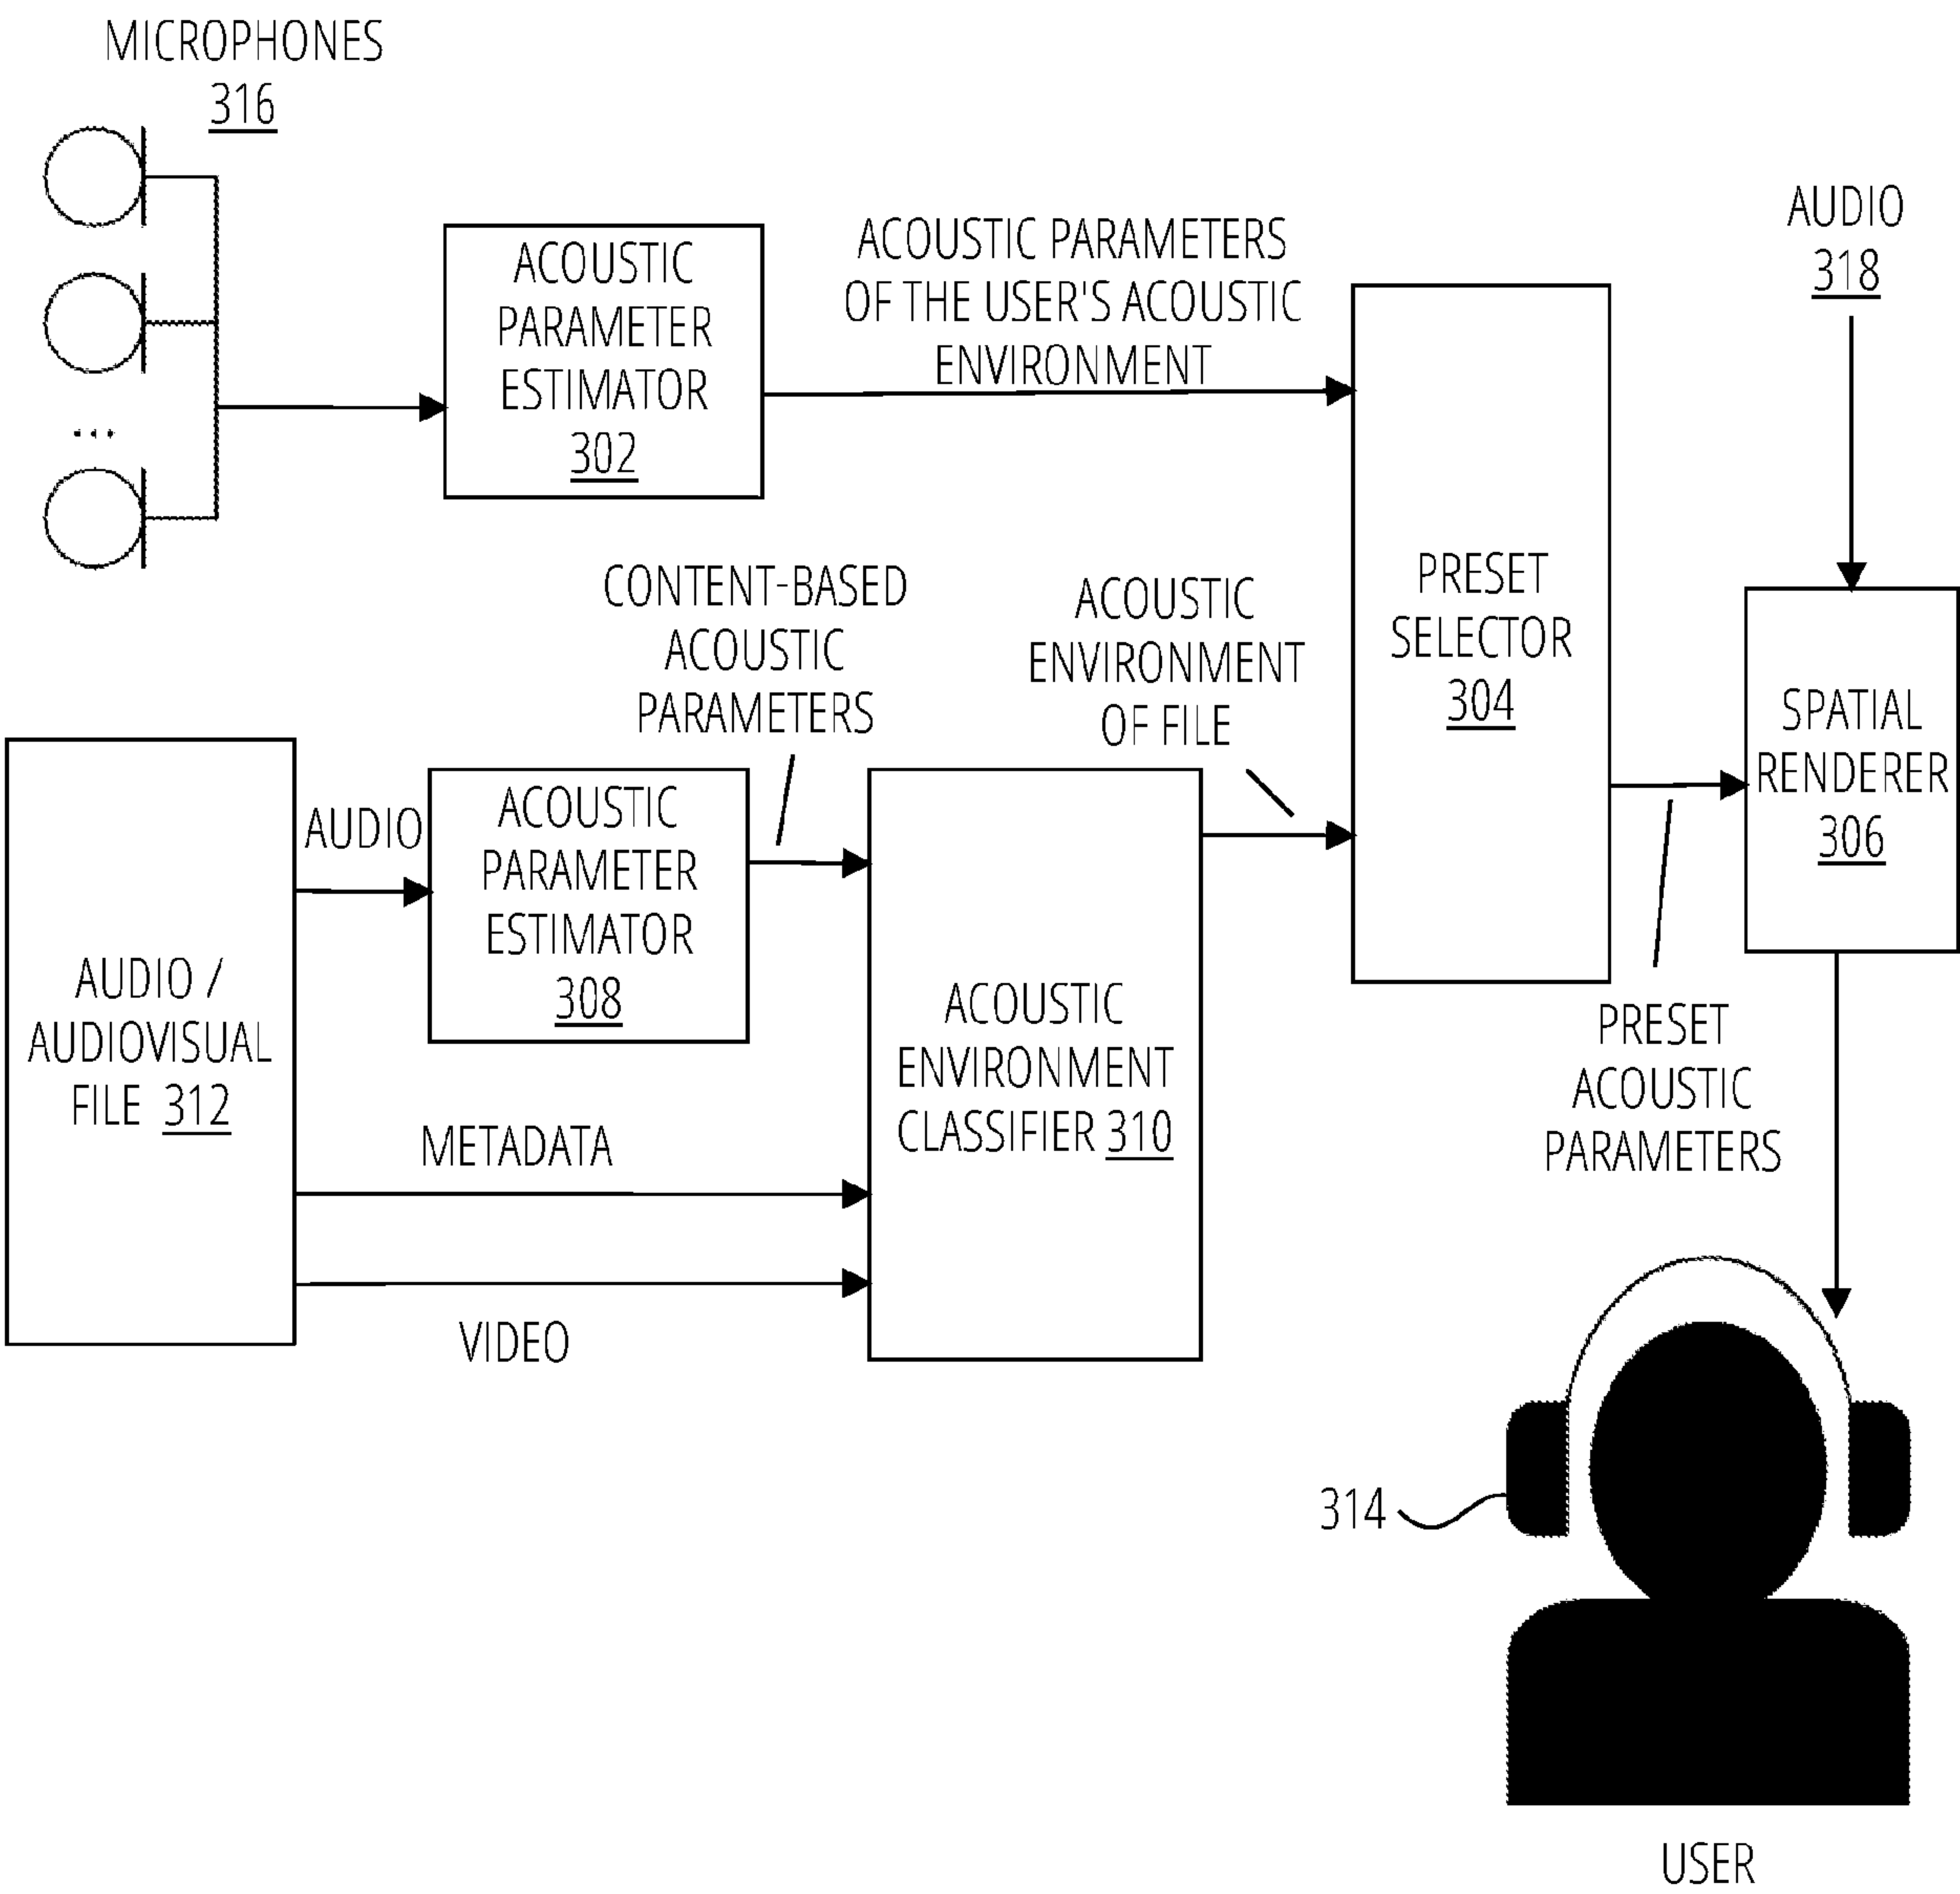 MICROPHONES
316
ACOUSTIC
PARAMETER
ESTIMATOR
302
ACOUSTIC PARAMETERS
OF THE USER'S ACOUSTIC
ENVIRONMENT
AUDIO
318
PRESET
SELECTOR
304
CONTENT-BASED
ACOUSTIC
PARAMETERS
ACOUSTIC
ENVIRONMENT
OF FILE
SPATIAL
RENDERER
306
AUDIO /
AUDIOVISUAL
FILE 312
AUDIO
ACOUSTIC
PARAMETER
ESTIMATOR
308
METADATA
VIDEO
ACOUSTIC
ENVIRONMENT
CLASSIFIER 310
PRESET
ACOUSTIC
PARAMETERS
314
USER